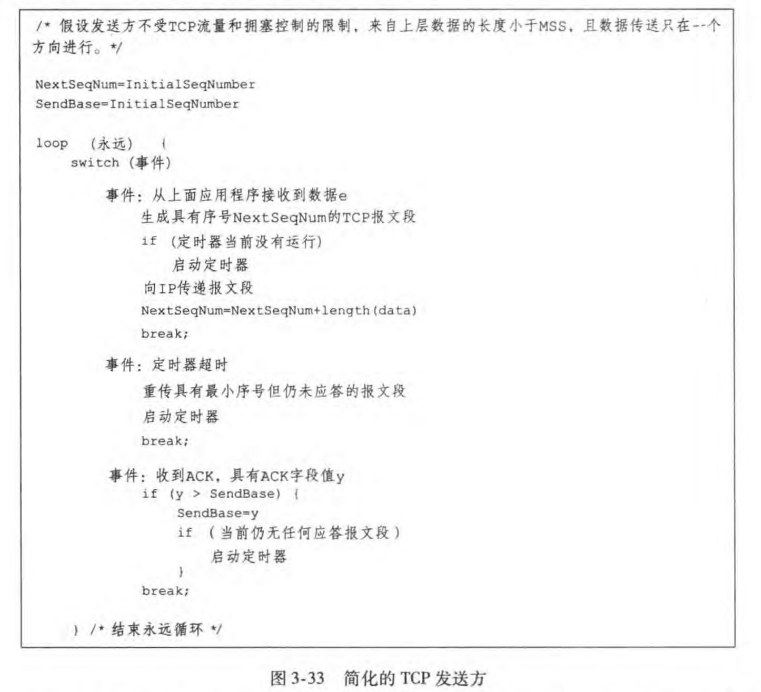 /* 假设发送方不受TCP流量和拥塞控制的限制，来自上层数据的长度小于MSS，且数据传送只在--个
方向进行。*/
NextSeqNum=InitialSeqNumber
SendBase=InitialSeqNumber
loop （永远） {
switch（事件）
事件：从上面应用程序接收到数据e
生成具有序号NextSeqNum的TCP报文段
if （定时器当前没有运行）
启动定时器
向IP传递报文段
NextSeqNum=NextSeqNum+length(data)
break;
事件：定时器超时
重传具有最小序号但仍未应答的报文段
启动定时器
break;
事件：收到ACK，具有ACK字段值y
if (y > SendBase) {
SendBase=y
if （当前仍无任何应答报文段）
启动定时器
}
break;
} /* 结束永远循环 */
图 3-33 简化的 TCP 发送方